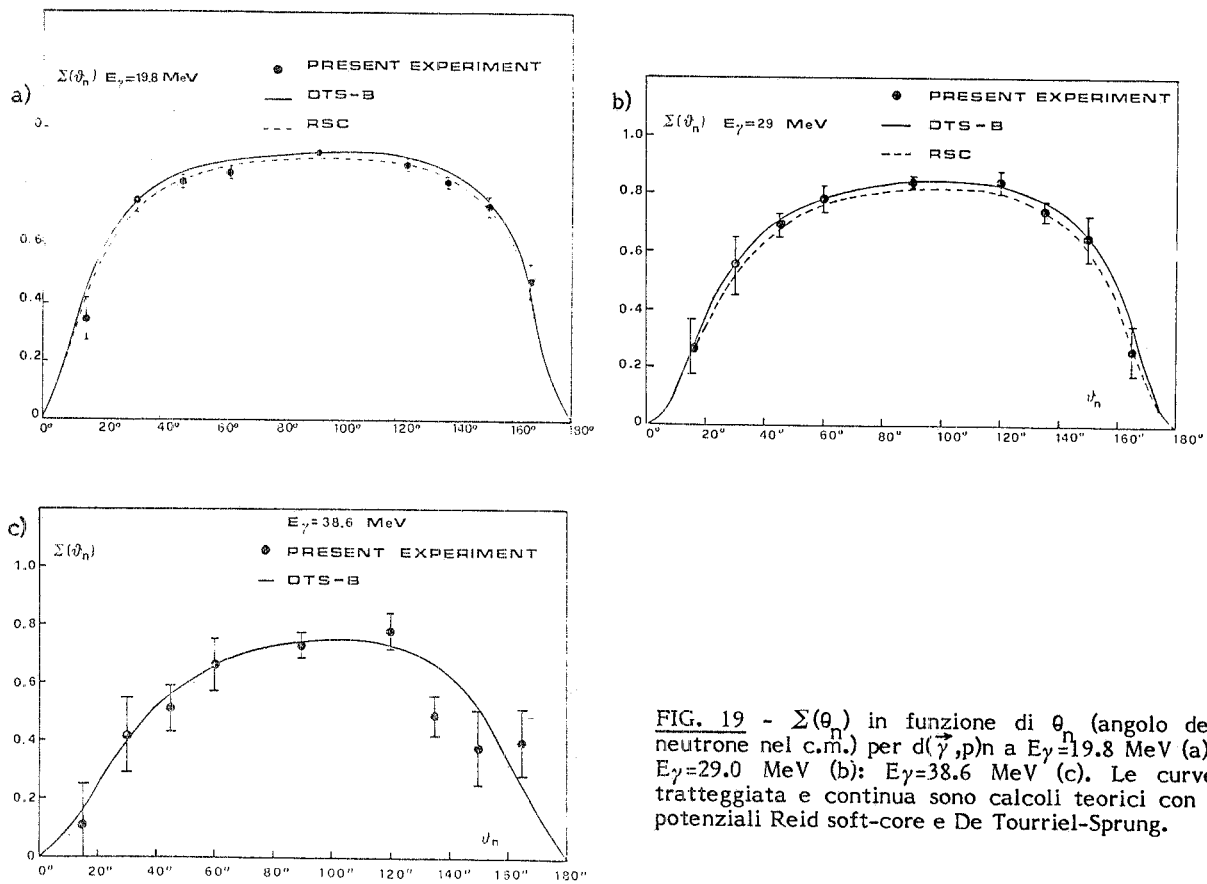 a)
Σ(ϑn) Eγ=19.8 MeV
PRESENT EXPERIMENT
DTS-B
RSC
0.
0.6
0.4
0.2
0
0° 20° 40° 60° 80° 100° 120° 140° 160° 180°
b)
Σ(ϑn) Eγ=29 MeV
PRESENT EXPERIMENT
DTS-B
RSC
1.0
0.8
0.6
0.4
0.2
0
ϑn
0° 20° 40° 60° 80° 100° 120° 140° 160° 180°
c)
Σ(ϑn)
Eγ=38.6 MeV
PRESENT EXPERIMENT
DTS-B
1.0
0.8
0.6
0.4
0.2
0
ϑn
0° 20° 40° 60° 80° 100° 120° 140° 160° 180°
FIG. 19 - Σ(θn) in funzione di θn (angolo de
neutrone nel c.m.) per d(γ⃗,p)n a Eγ=19.8 MeV (a)
Eγ=29.0 MeV (b): Eγ=38.6 MeV (c). Le curve
tratteggiata e continua sono calcoli teorici con
potenziali Reid soft-core e De Tourriel-Sprung.